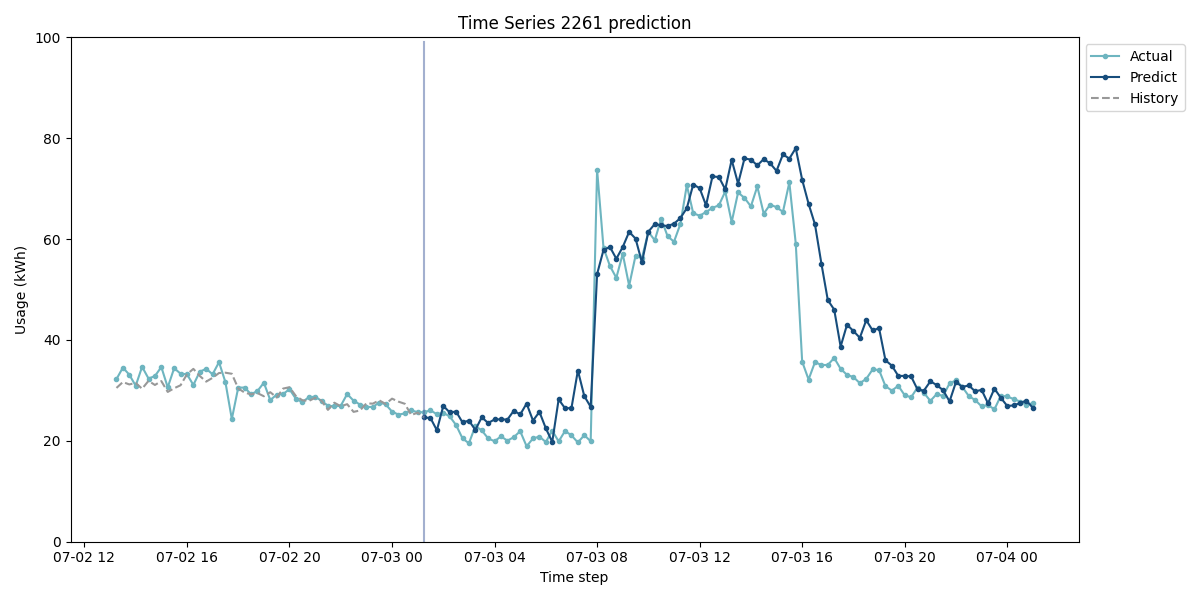 Time Series 2261 prediction
Actual
Predict
History
Usage (kWh)
100
80
60
40
20
0
07-02 12
07-02 16
07-02 20
07-03 00
07-03 04
07-03 08
07-03 12
07-03 16
07-03 20
07-04 00
Time step